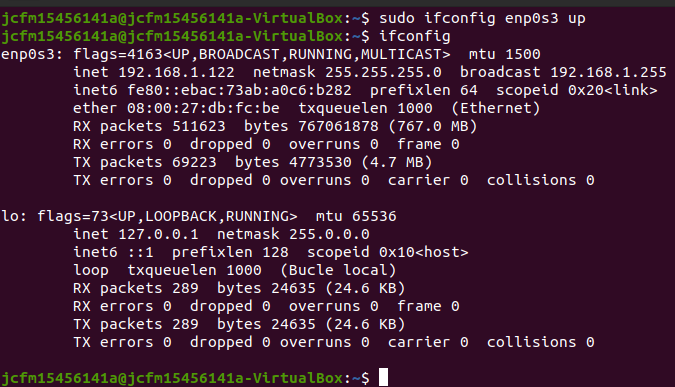 jcfm15456141a@jcfm15456141a-VirtualBox:~$ sudo ifconfig enp0s3 up
jcfm15456141a@jcfm15456141a-VirtualBox:~$ ifconfig
enp0s3: flags=4163<UP,BROADCAST,RUNNING,MULTICAST>  mtu 1500
        inet 192.168.1.122  netmask 255.255.255.0  broadcast 192.168.1.255
        inet6 fe80::ebac:73ab:a0c6:b282  prefixlen 64  scopeid 0x20<link>
        ether 08:00:27:db:fc:be  txqueuelen 1000  (Ethernet)
        RX packets 511623  bytes 767061878 (767.0 MB)
        RX errors 0  dropped 0  overruns 0  frame 0
        TX packets 69223  bytes 4773530 (4.7 MB)
        TX errors 0  dropped 0 overruns 0  carrier 0  collisions 0

lo: flags=73<UP,LOOPBACK,RUNNING>  mtu 65536
        inet 127.0.0.1  netmask 255.0.0.0
        inet6 ::1  prefixlen 128  scopeid 0x10<host>
        loop  txqueuelen 1000  (Bucle local)
        RX packets 289  bytes 24635 (24.6 KB)
        RX errors 0  dropped 0  overruns 0  frame 0
        TX packets 289  bytes 24635 (24.6 KB)
        TX errors 0  dropped 0 overruns 0  carrier 0  collisions 0

jcfm15456141a@jcfm15456141a-VirtualBox:~$